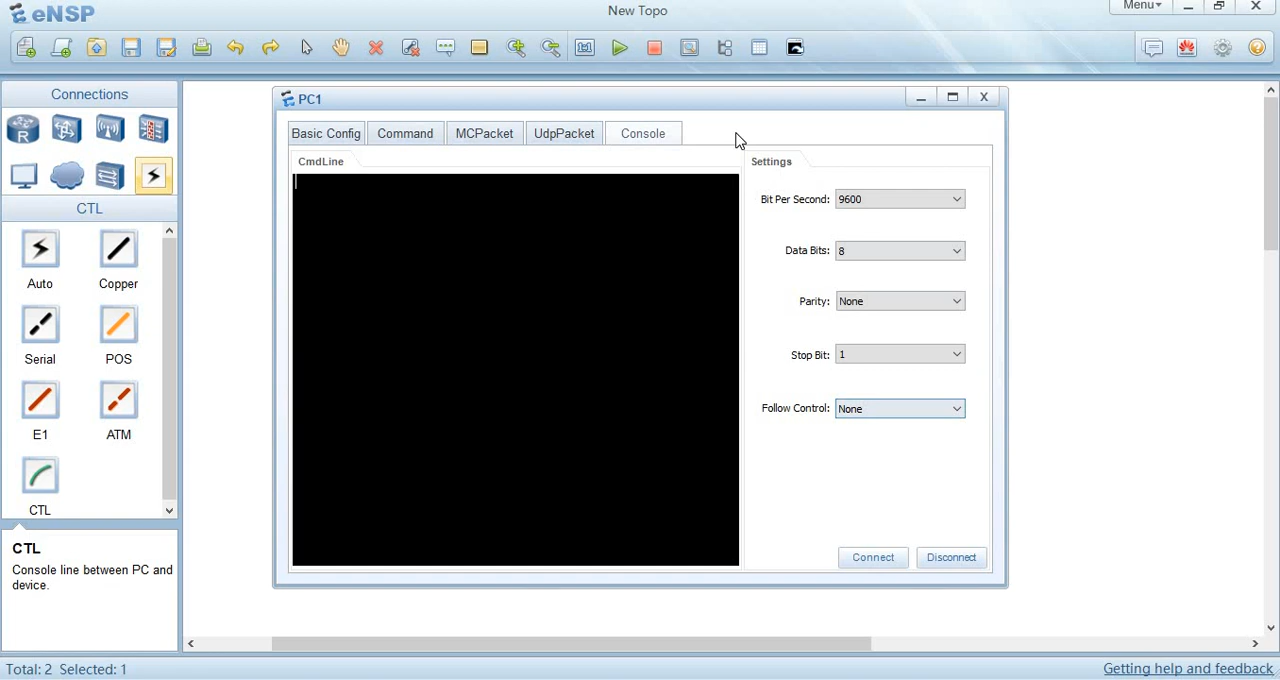 eNSP
New Topo
Menu
Connections
R
CTL
Auto
Copper
Serial
POS
E1
ATM
CTL
CTL
Console line between PC and
device.
PC1
Basic Config
Command
MCPacket
UdpPacket
Console
CmdLine
Settings
Bit Per Second: 9600
Data Bits: 8
Parity: None
Stop Bit: 1
Follow Control: None
Connect
Disconnect
Total: 2 Selected: 1
Getting help and feedback